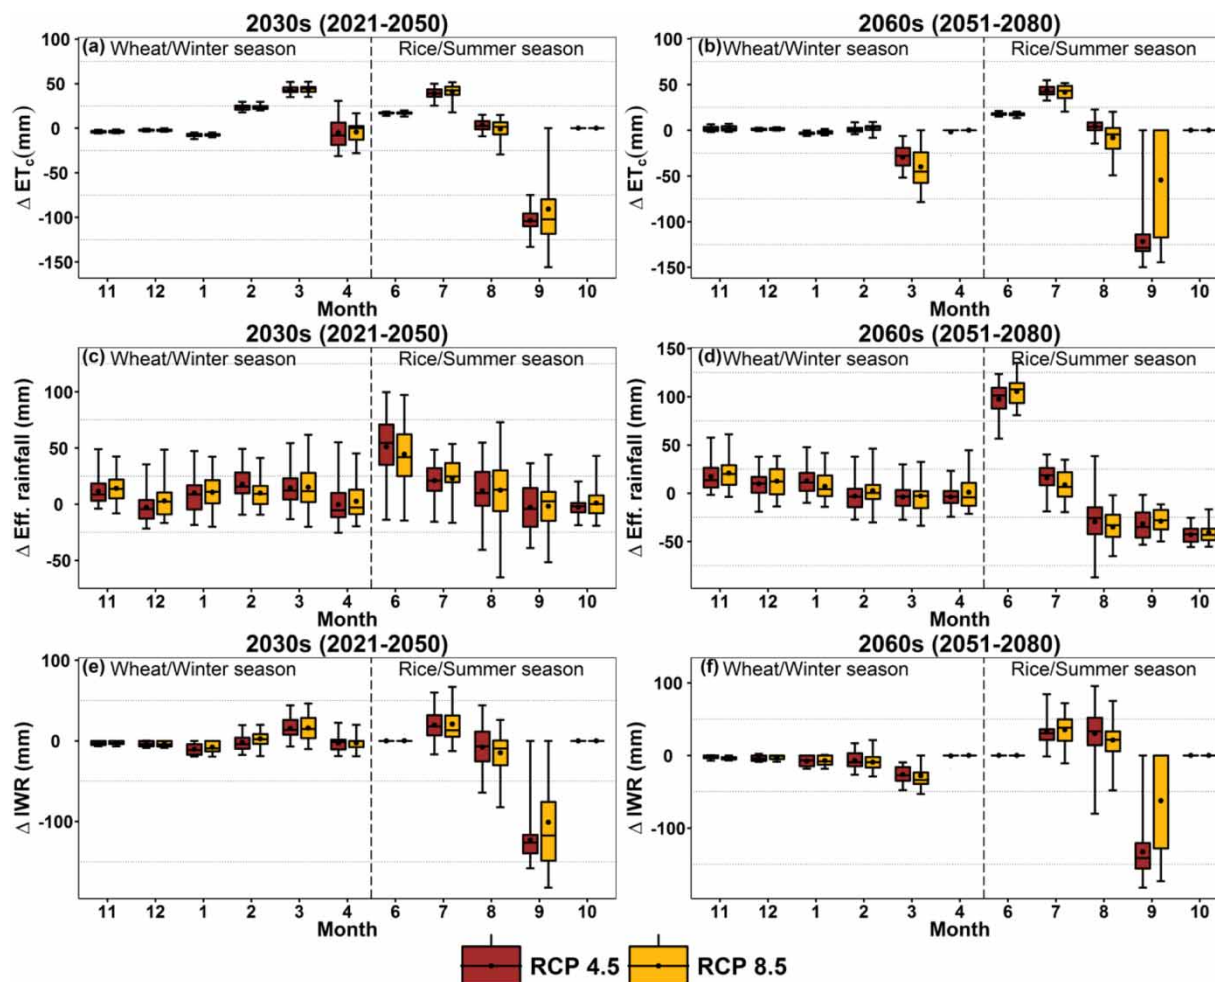 2030s (2021-2050)
(a) Wheat/Winter season Rice/Summer season
Δ ETc(mm)
100
50
0
-50
-100
-150
11 12 1 2 3 4 6 7 8 9 10
Month
2060s (2051-2080)
(b) Wheat/Winter season Rice/Summer season
Δ ETc(mm)
100
50
0
-50
-100
-150
11 12 1 2 3 4 6 7 8 9 10
Month
2030s (2021-2050)
(c) Wheat/Winter season Rice/Summer season
Δ Eff. rainfall (mm)
100
50
0
-50
11 12 1 2 3 4 6 7 8 9 10
Month
2060s (2051-2080)
(d) Wheat/Winter season Rice/Summer season
Δ Eff. rainfall (mm)
150
100
50
0
-50
11 12 1 2 3 4 6 7 8 9 10
Month
2030s (2021-2050)
(e) Wheat/Winter season Rice/Summer season
Δ IWR (mm)
100
0
-100
11 12 1 2 3 4 6 7 8 9 10
Month
2060s (2051-2080)
(f) Wheat/Winter season Rice/Summer season
Δ IWR (mm)
100
0
-100
11 12 1 2 3 4 6 7 8 9 10
Month
RCP 4.5 RCP 8.5